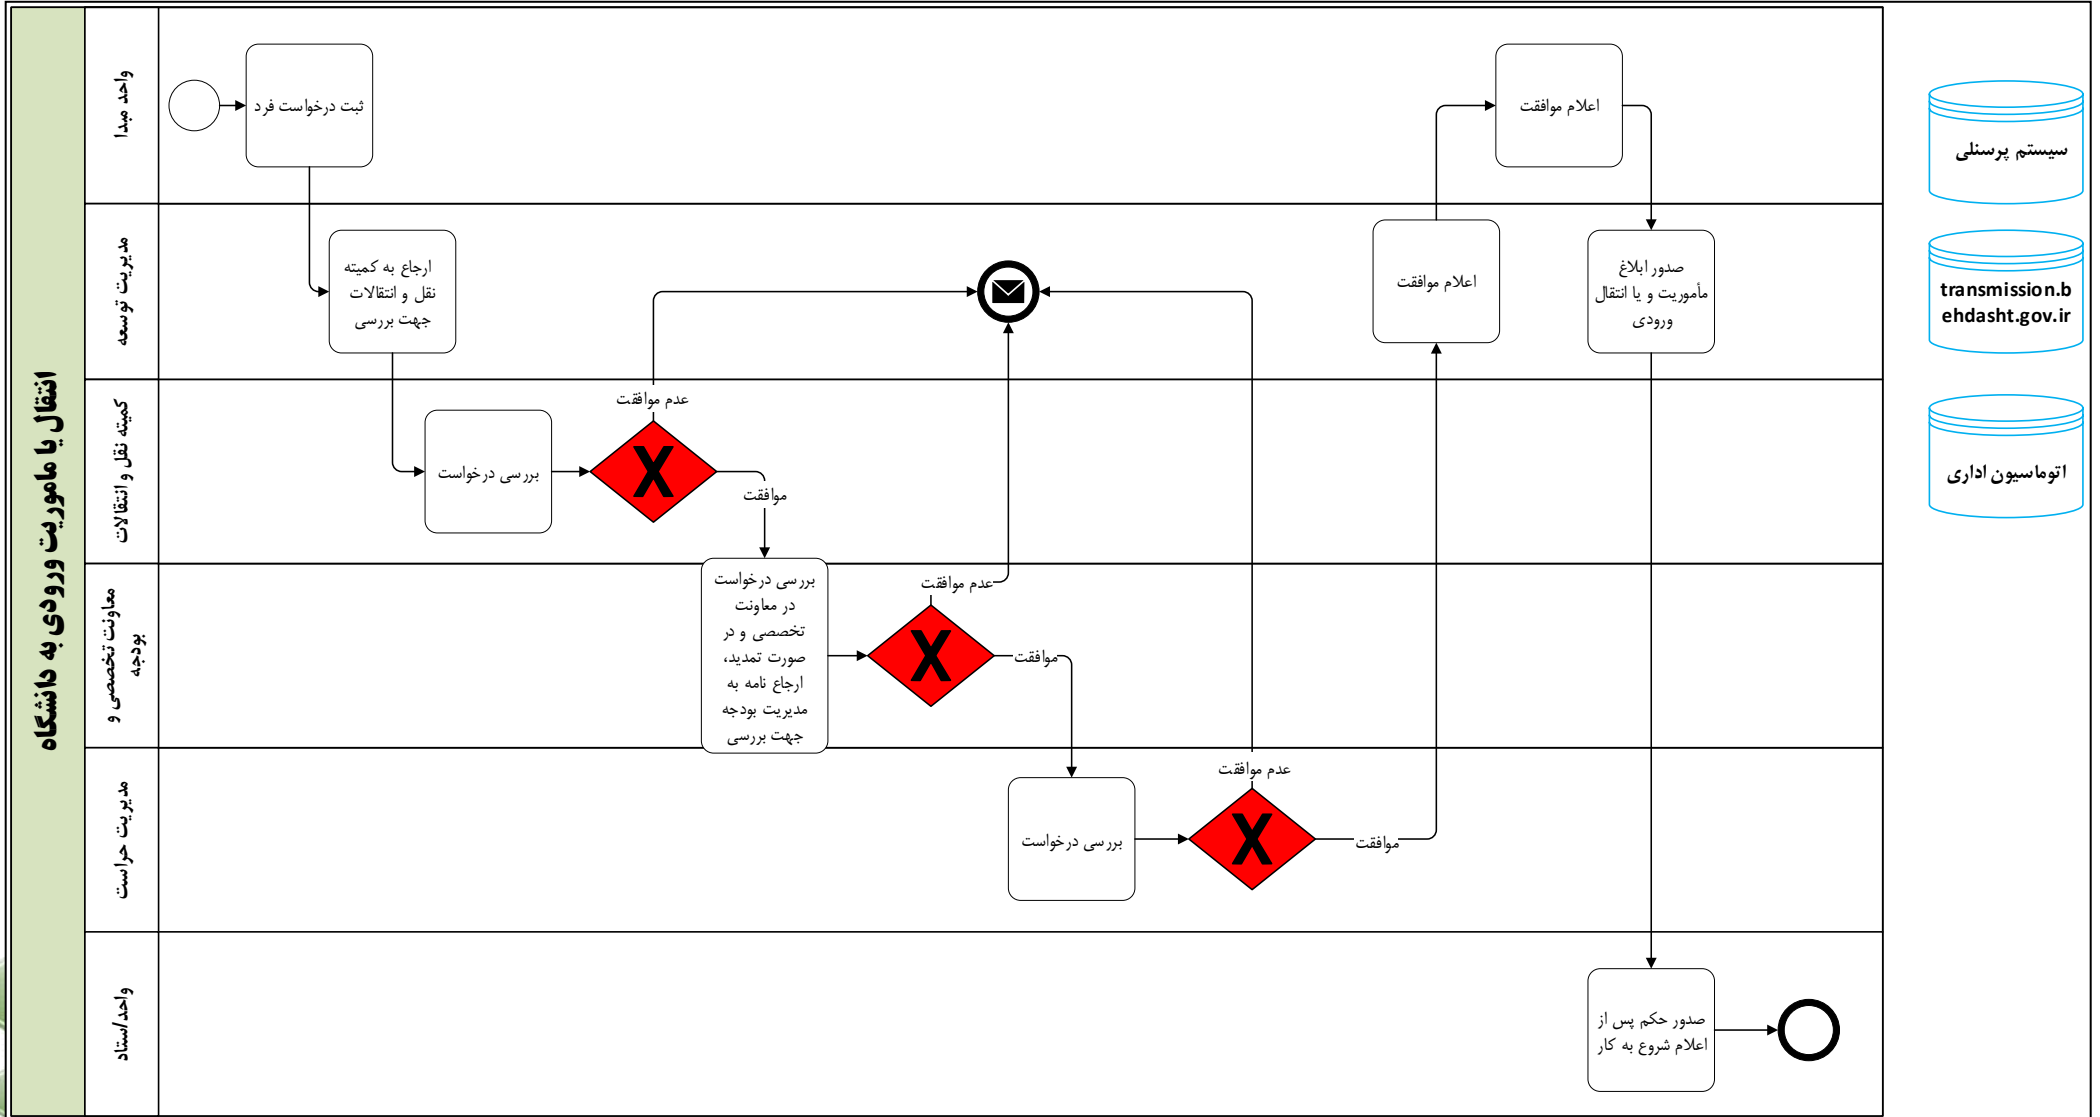 انتقال یا ماموریت ورودی به دانشگاه
واحد مبدا
ثبت درخواست فرد
اعلام موافقت
مدیریت توسعه
ارجاع به کمیته
نقل و انتقالات
جهت بررسی
اعلام موافقت
صدور ابلاغ
مأموریت و یا انتقال
ورودی
کمیته نقل و انتقالات
بررسی درخواست
عدم موافقت
X
موافقت
معاونت تخصصی و
بودجه
بررسی درخواست
در معاونت
تخصصی و در
صورت تمدید،
ارجاع نامه به
مدیریت بودجه
جهت بررسی
عدم موافقت
X
موافقت
مدیریت حراست
بررسی درخواست
عدم موافقت
X
موافقت
واحد/ستاد
صدور حکم پس از
اعلام شروع به کار
سیستم پرسنلی
transmission.b
ehdasht.gov.ir
اتوماسیون اداری